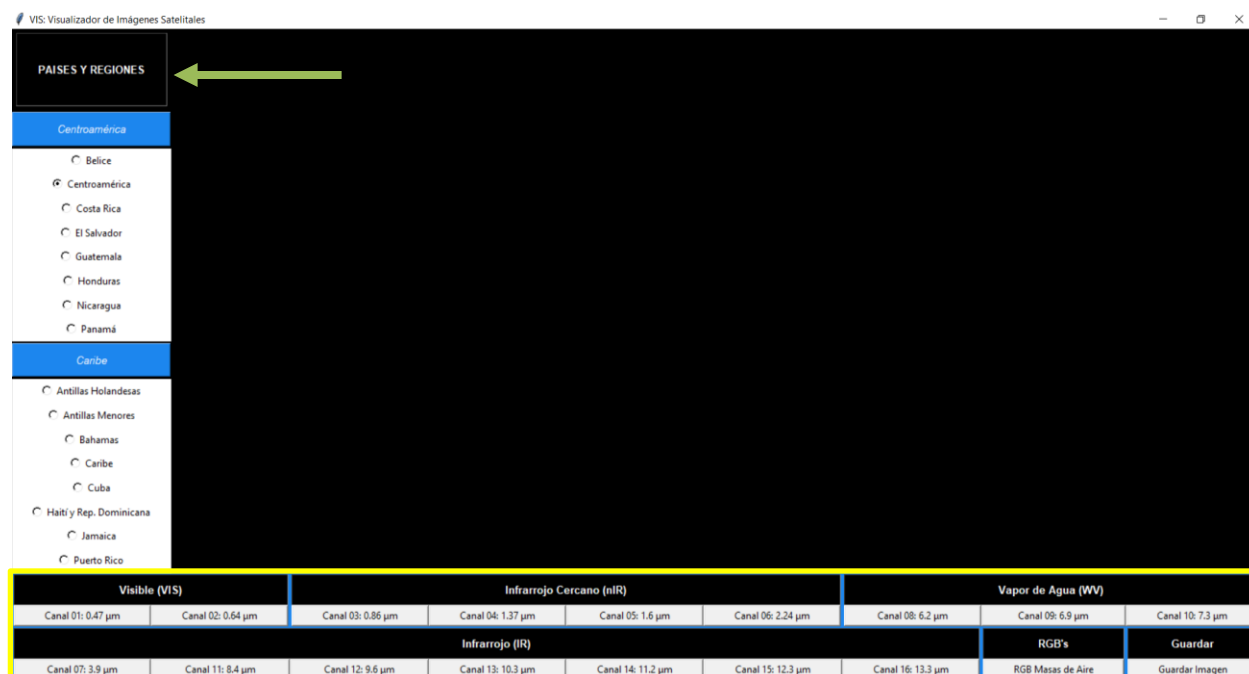 VIS: Visualizador de Imágenes Satelitales
PAISES Y REGIONES
Centroamérica
Belice
Centroamérica
Costa Rica
El Salvador
Guatemala
Honduras
Nicaragua
Panamá
Caribe
Antillas Holandesas
Antillas Menores
Bahamas
Caribe
Cuba
Haití y Rep. Dominicana
Jamaica
Puerto Rico
Visible (VIS) Infrarrojo Cercano (nIR) Vapor de Agua (WV)
Canal 01: 0.47 µm Canal 02: 0.64 µm Canal 03: 0.86 µm Canal 04: 1.37 µm Canal 05: 1.6 µm Canal 06: 2.24 µm Canal 08: 6.2 µm Canal 09: 6.9 µm Canal 10: 7.3 µm
Infrarrojo (IR) RGB's Guardar
Canal 07: 3.9 µm Canal 11: 8.4 µm Canal 12: 9.6 µm Canal 13: 10.3 µm Canal 14: 11.2 µm Canal 15: 12.3 µm Canal 16: 13.3 µm RGB Masas de Aire Guardar Imagen